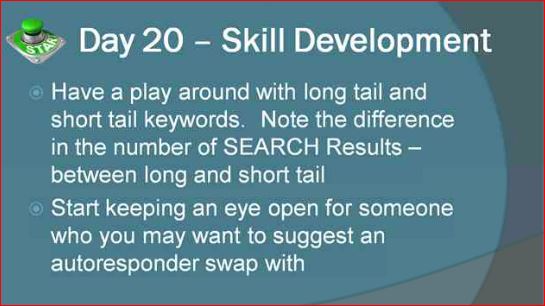 START
Day 20 – Skill Development
Have a play around with long tail and
short tail keywords.  Note the difference
in the number of SEARCH Results –
between long and short tail
Start keeping an eye open for someone
who you may want to suggest an
autoresponder swap with